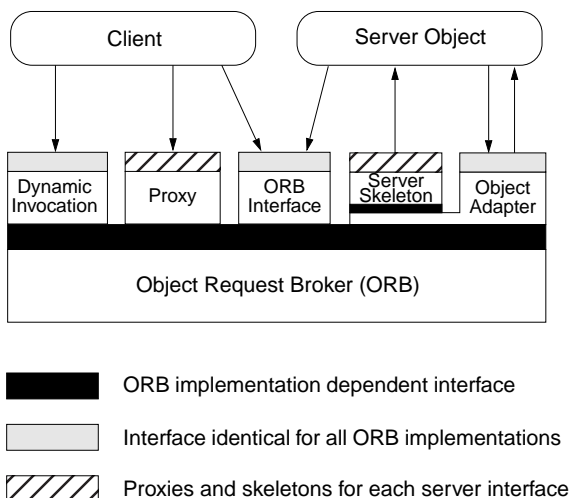 Client
Server Object
Dynamic
Invocation
Proxy
ORB
Interface
Server
Skeleton
Object
Adapter
Object Request Broker (ORB)
ORB implementation dependent interface
Interface identical for all ORB implementations
Proxies and skeletons for each server interface